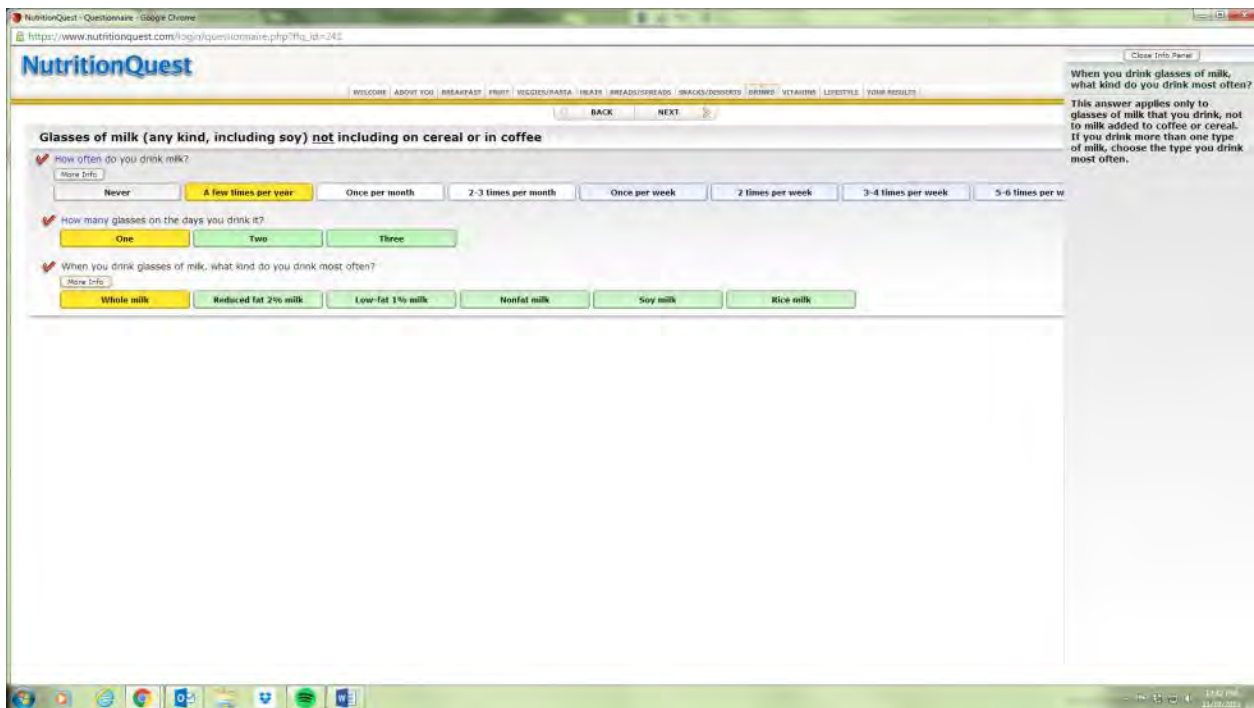 NutritionQuest - Questionnaire - Google Chrome
https://www.nutritionquest.com/login/questionnaire.php?ffq_id=241
NutritionQuest
WELCOME ABOUT YOU BREAKFAST FRUIT VEGGIES/PASTA MEATS BREADS/SPREADS SNACKS/DESSERTS DRINKS VITAMINS LIFESTYLE YOUR RESULTS
BACK NEXT
Glasses of milk (any kind, including soy) not including on cereal or in coffee
How often do you drink milk?
More Info
Never A few times per year Once per month 2-3 times per month Once per week 2 times per week 3-4 times per week 5-6 times per w
How many glasses on the days you drink it?
One Two Three
When you drink glasses of milk, what kind do you drink most often?
More Info
Whole milk Reduced fat 2% milk Low-fat 1% milk Nonfat milk Soy milk Rice milk
Close Info Panel
When you drink glasses of milk,
what kind do you drink most often?
This answer applies only to
glasses of milk that you drink, not
to milk added to coffee or cereal.
If you drink more than one type
of milk, choose the type you drink
most often.